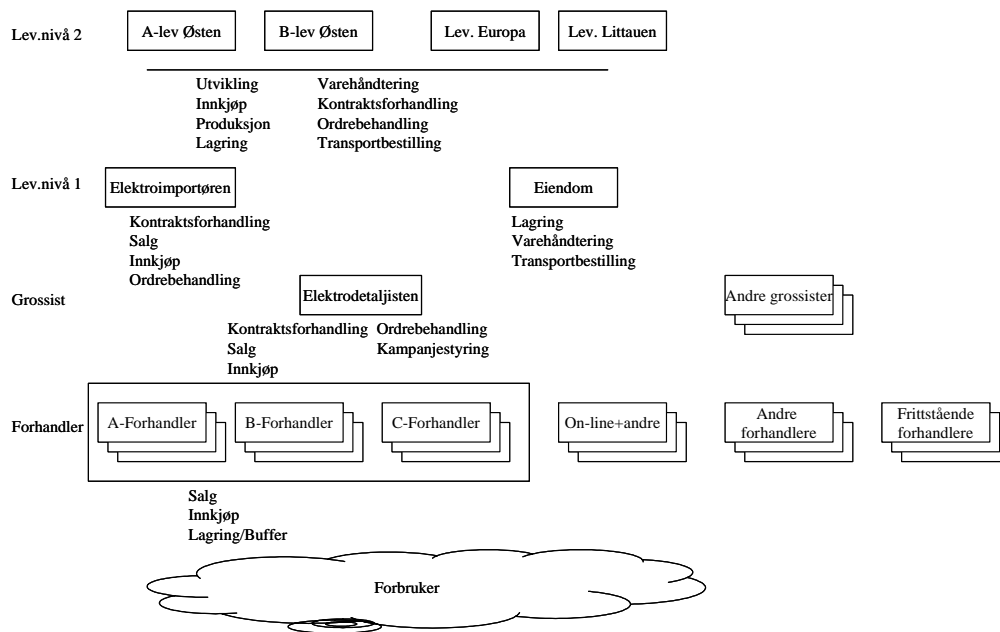 Lev.nivå 2
A-lev Østen
B-lev Østen
Lev. Europa
Lev. Littauen
Utvikling
Innkjøp
Produksjon
Lagring
Varehåndtering
Kontraktsforhandling
Ordrebehandling
Transportbestilling
Lev.nivå 1
Elektroimportøren
Eiendom
Kontraktsforhandling
Salg
Innkjøp
Ordrebehandling
Lagring
Varehåndtering
Transportbestilling
Grossist
Elektrodetaljisten
Andre grossister
Kontraktsforhandling
Salg
Innkjøp
Ordrebehandling
Kampanjestyring
Forhandler
A-Forhandler
B-Forhandler
C-Forhandler
On-line+andre
Andre
forhandlere
Frittstående
forhandlere
Salg
Innkjøp
Lagring/Buffer
Forbruker